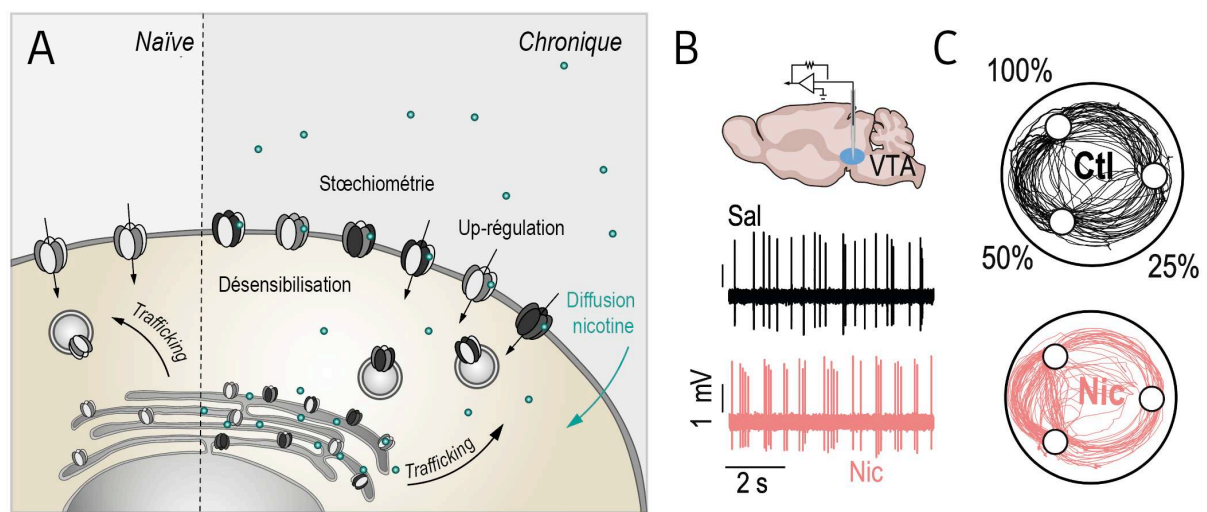 A
Naïve
Chronique
Stœchiométrie
Up-régulation
Désensibilisation
Diffusion
nicotine
Trafficking
Trafficking
B
VTA
Sal
1 mV
Nic
2 s
C
100%
Ctl
50%
25%
Nic